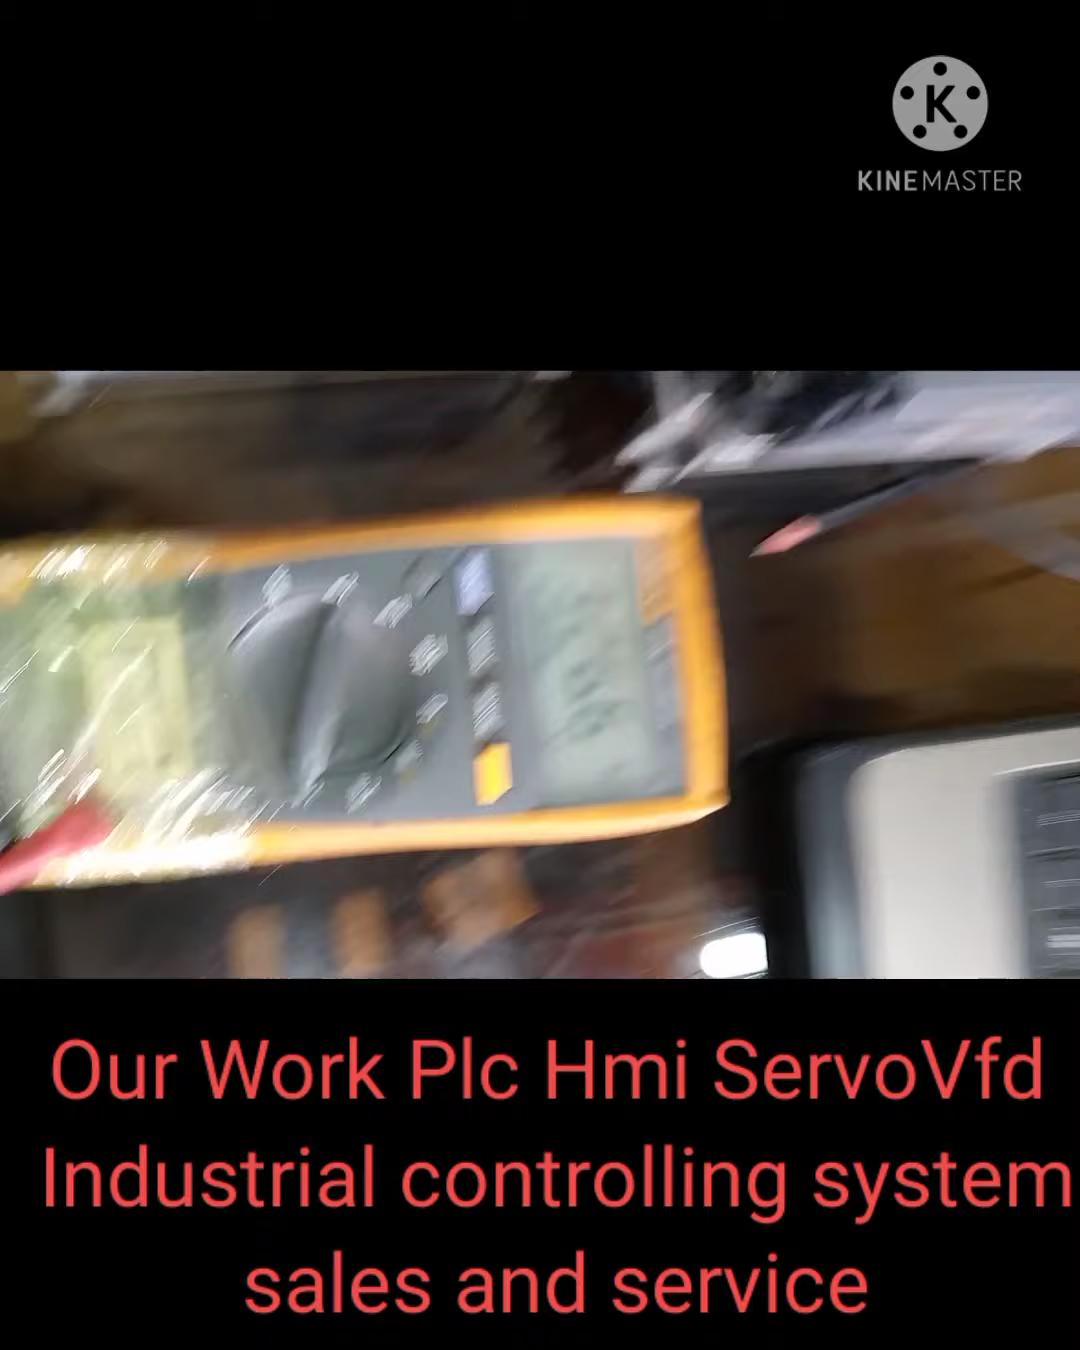 KINEMASTER
Our Work Plc Hmi ServoVfd
Industrial controlling system
sales and service